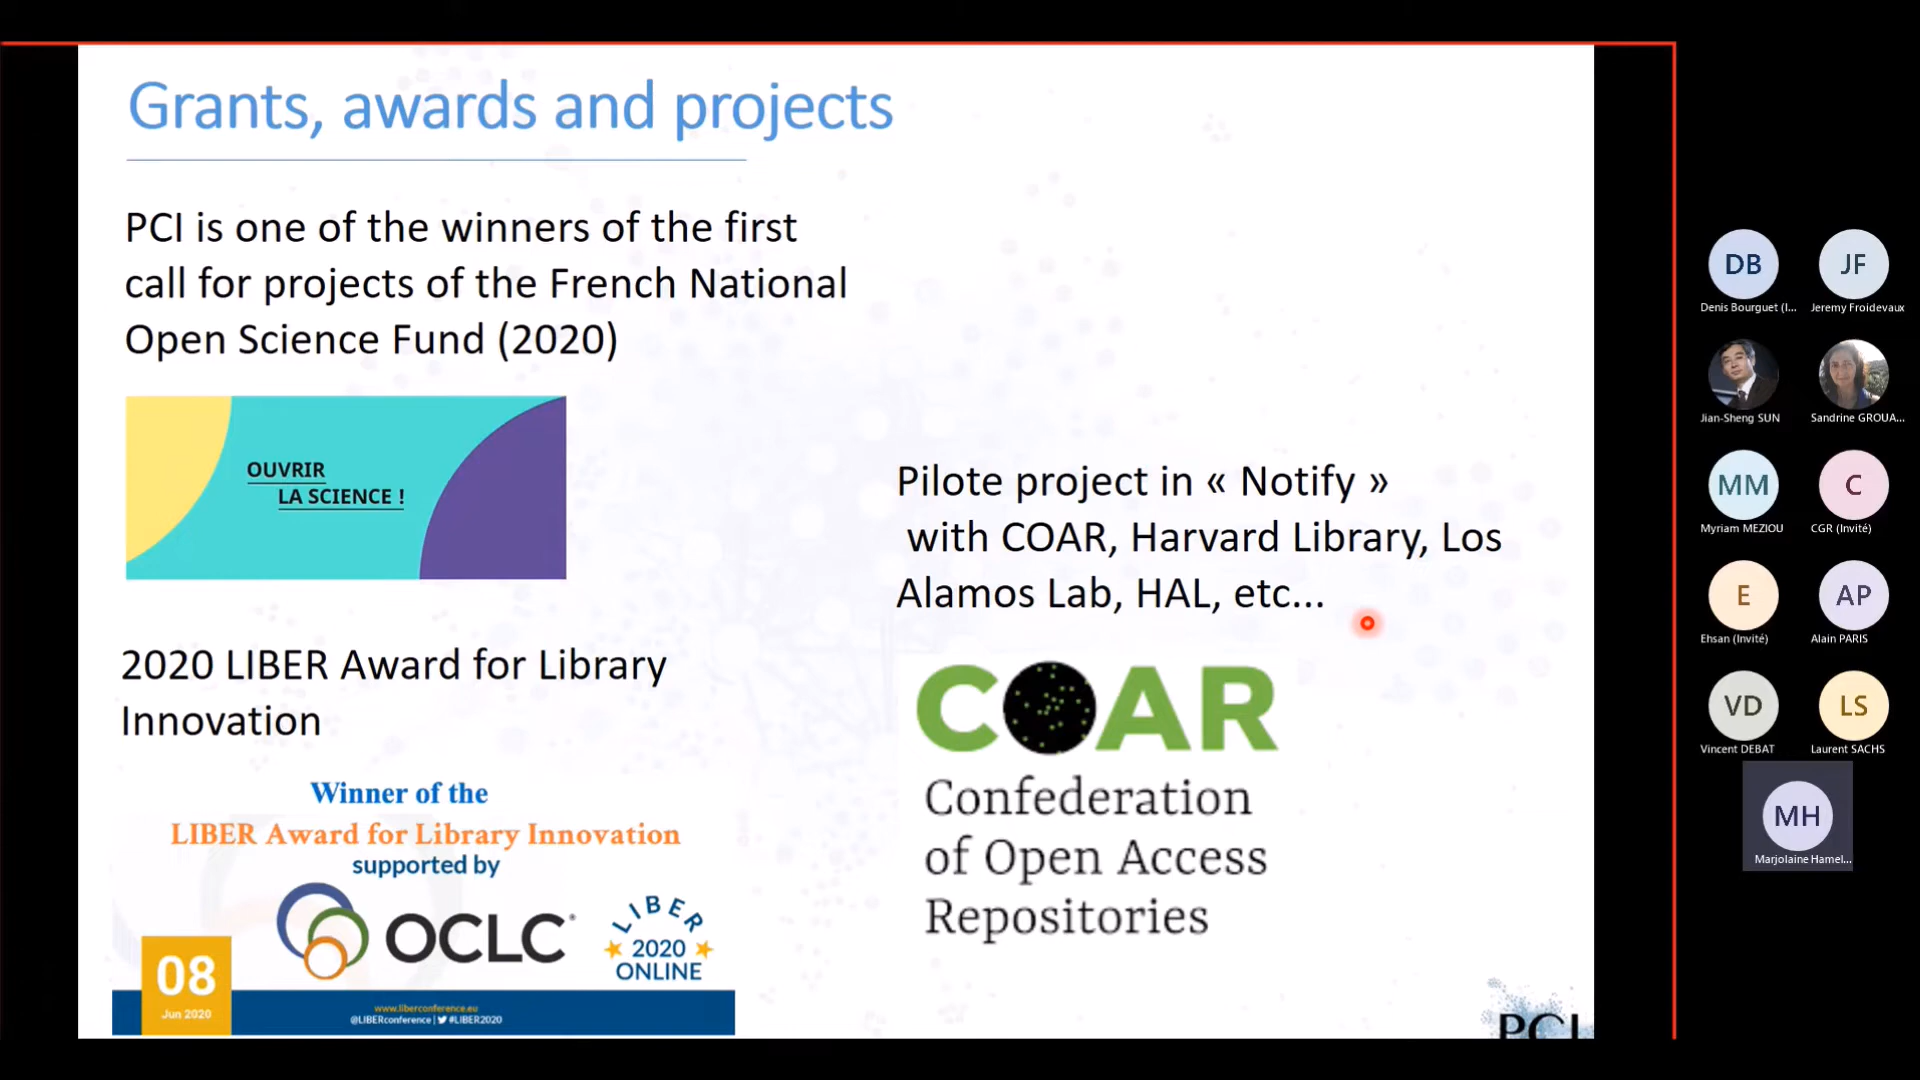 Grants, awards and projects
PCI is one of the winners of the first
call for projects of the French National
Open Science Fund (2020)
OUVRIR
LA SCIENCE !
2020 LIBER Award for Library
Innovation
Winner of the
LIBER Award for Library Innovation
supported by
OCLC
LIBER
2020
ONLINE
08
Jun 2020
www.liberconference.eu
@LIBERconference | #LIBER2020
Pilote project in « Notify »
with COAR, Harvard Library, Los
Alamos Lab, HAL, etc...
COAR
Confederation
of Open Access
Repositories
PCI
DB
Denis Bourguet (I...
JF
Jeremy Froidevaux
Jian-Sheng SUN
Sandrine GROUA...
MM
Myriam MEZIOU
C
CGR (Invité)
E
Ehsan (Invité)
AP
Alain PARIS
VD
Vincent DEBAT
LS
Laurent SACHS
MH
Marjolaine Hamel...